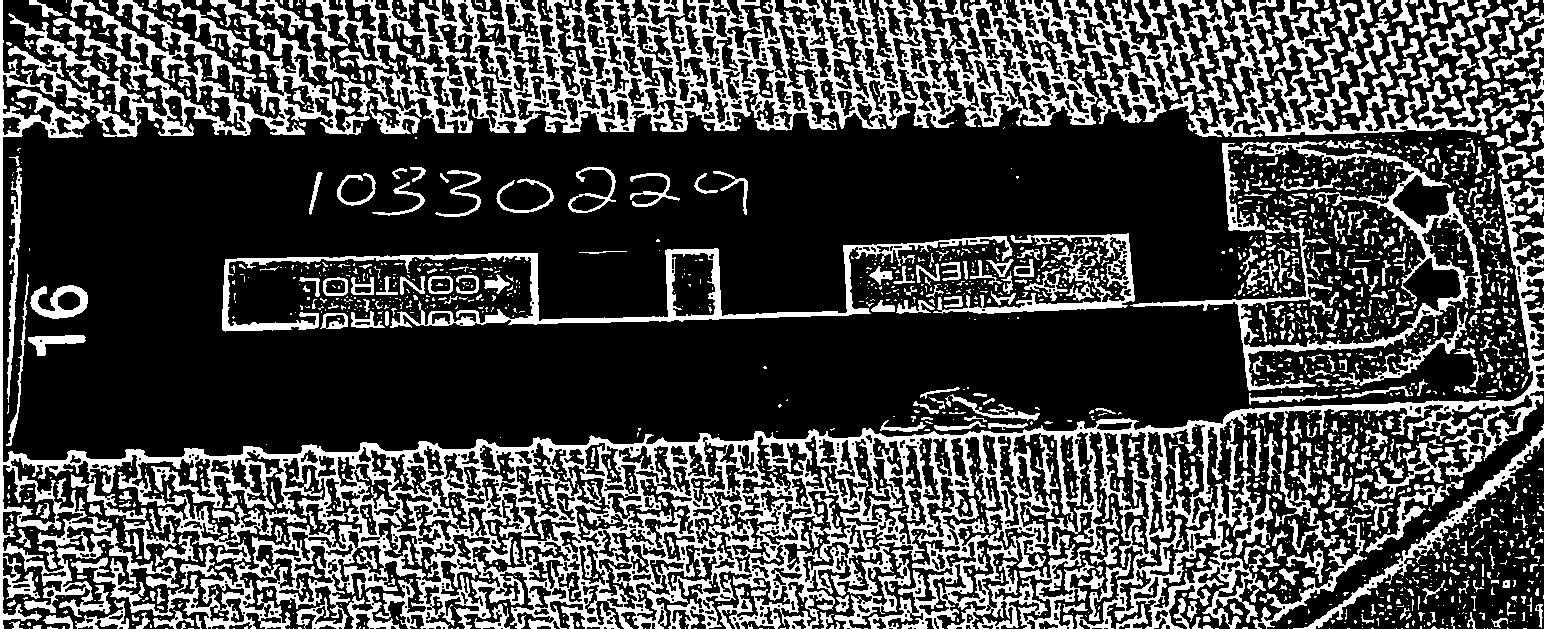 10330229
← CONTROL
PATIENT →
16